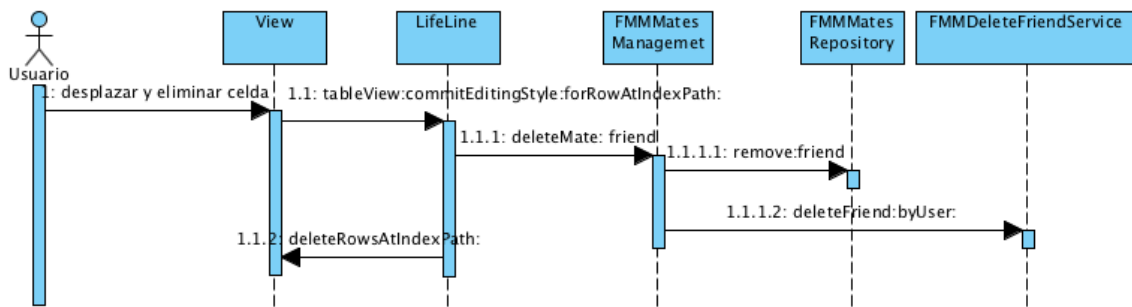 View
LifeLine
FMMMates
Managemet
FMMMates
Repository
FMMDeleteFriendService
Usuario
1: desplazar y eliminar celda
1.1: tableView:commitEditingStyle:forRowAtIndexPath:
1.1.1: deleteMate: friend
1.1.1.1: remove:friend
1.1.1.2: deleteFriend:byUser:
1.1.2: deleteRowsAtIndexPath: